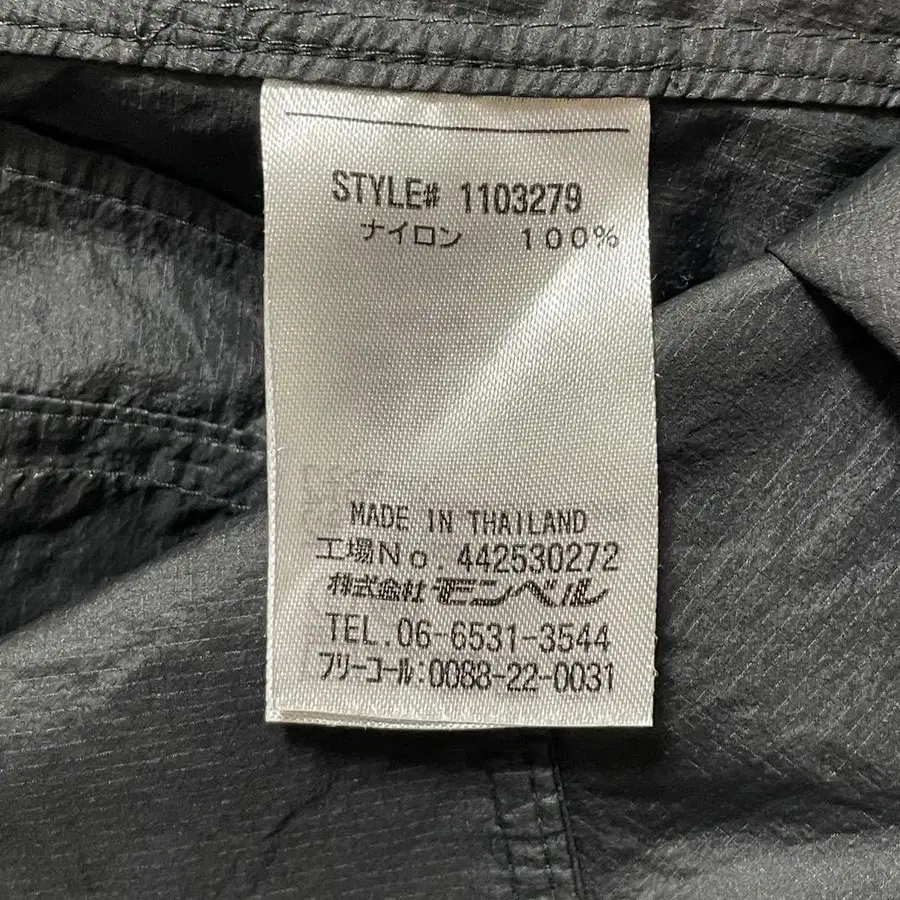 STYLE# 1103279
ナイロン 100%
MADE IN THAILAND
工場No. 442530272
株式会社モンベル
TEL.06-6531-3544
フリーコール:0088-22-0031